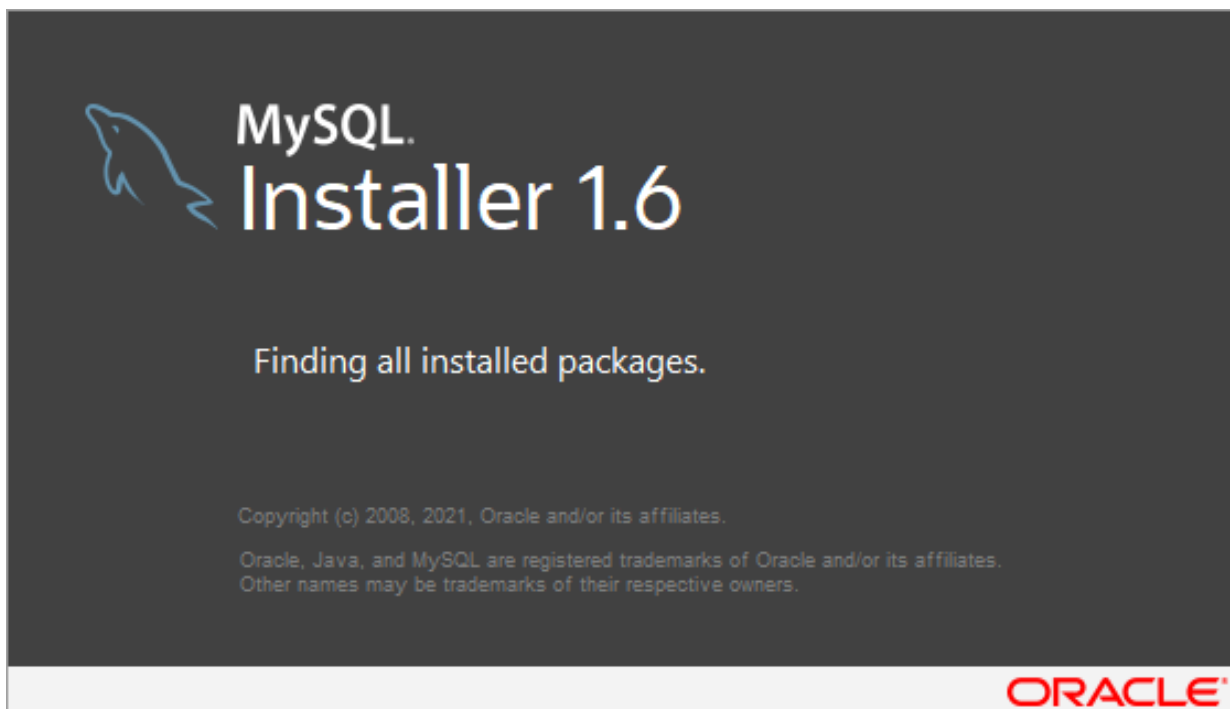 MySQL.
Installer 1.6
Finding all installed packages.
Copyright (c) 2008, 2021, Oracle and/or its affiliates.
Oracle, Java, and MySQL are registered trademarks of Oracle and/or its affiliates.
Other names may be trademarks of their respective owners.
ORACLE